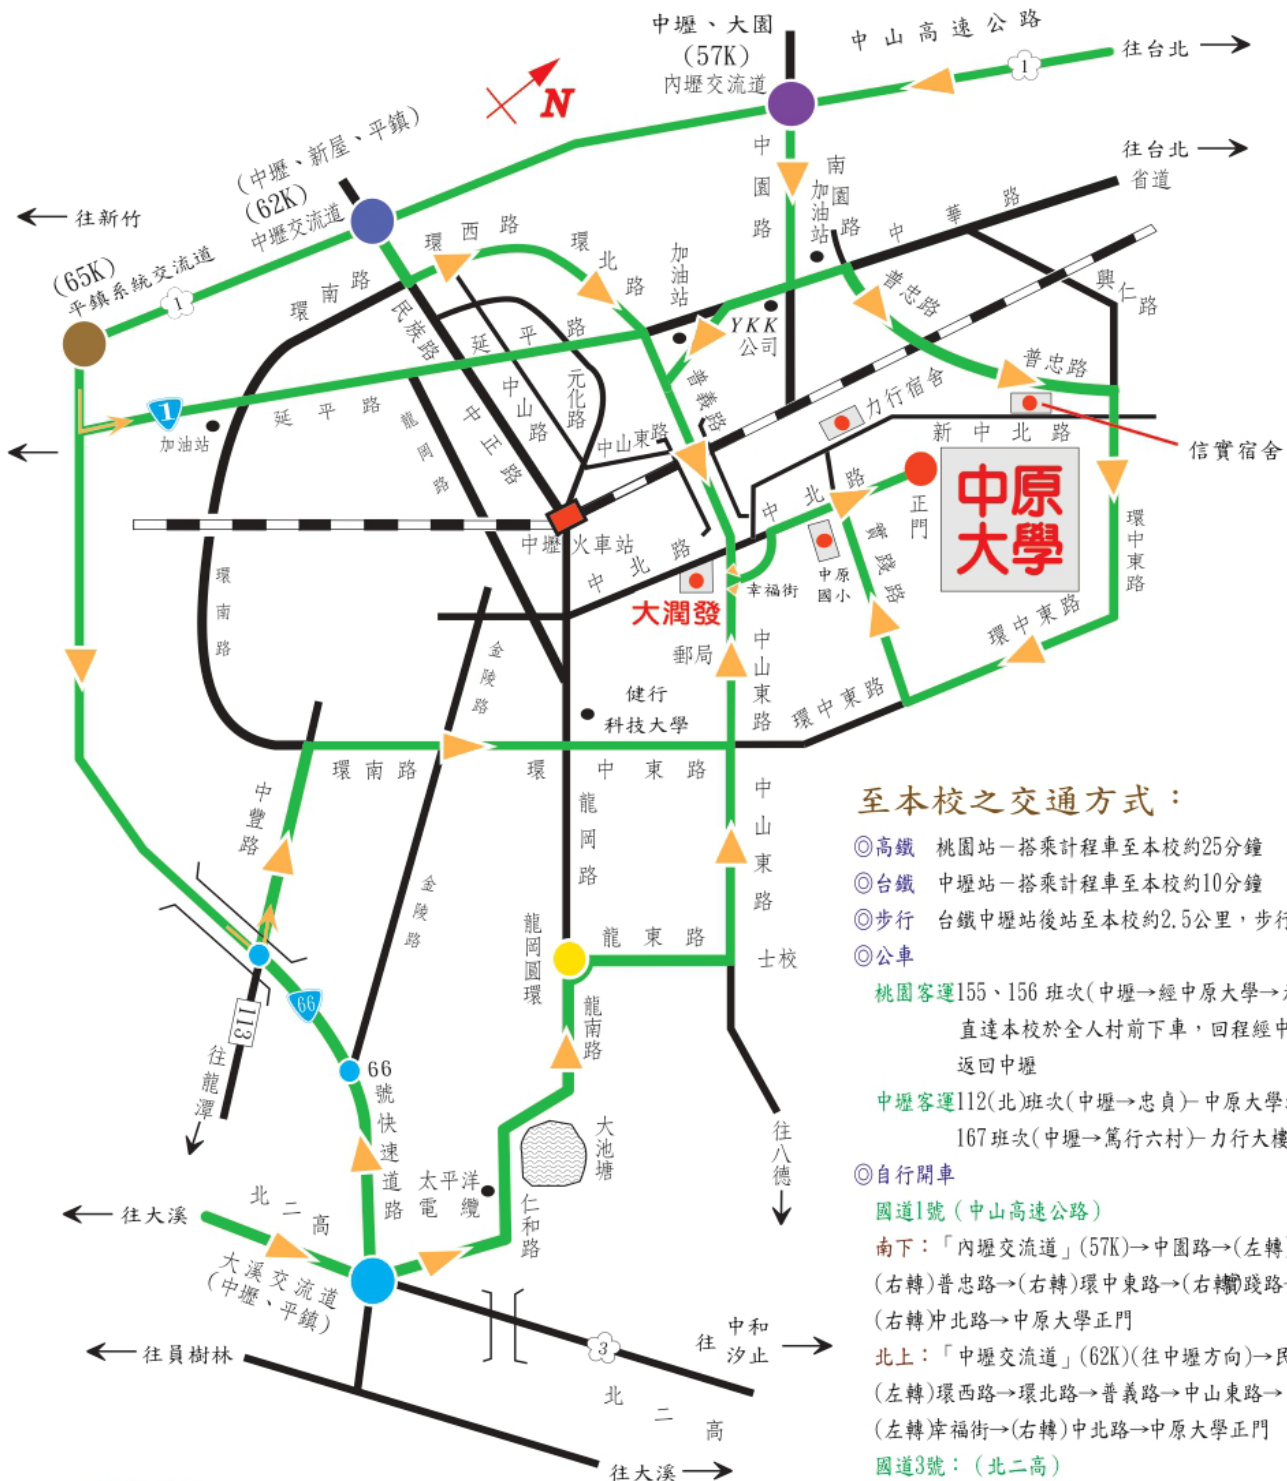 中壢、大園
(57K)
內壢交流道
中山高速公路
1
往台北
往台北
省道
N
(中壢、新屋、平鎮)
(62K)
中壢交流道
往新竹
(65K)
平鎮系統交流道
1
環南路
環西路
環北路
民族路
延平路
中園路
南園路
加油站
加油站
中華路
YKK
公司
普忠路
普忠路
興仁路
1
加油站
延平路
龍岡路
中正路
中山路
元化路
中山東路
普義路
力行宿舍
新中北路
信實宿舍
中原
大學
正門
中北路
實踐路
中原
國小
環中東路
環中東路
環中東路
中壢火車站
中北路
大潤發
幸福街
郵局
中山東路
環南路
金陵路
健行
科技大學
環南路
環中東路
中豐路
金陵路
龍岡路
中山東路
龍岡圓環
龍東路
士校
龍南路
66
113
往龍潭
66
號快速道路
大池塘
往八德
太平洋
電纜
仁和路
往大溪
北二高
大溪交流道
(中壢、平鎮)
往員樹林
3
往
中和
汐止
北二高
往大溪
至本校之交通方式：
◎高鐵 桃園站－搭乘計程車至本校約25分鐘
◎台鐵 中壢站－搭乘計程車至本校約10分鐘
◎步行 台鐵中壢站後站至本校約2.5公里，步行
◎公車
桃園客運155、156 班次(中壢→經中原大學→
直達本校於全人村前下車，回程經中
返回中壢
中壢客運112(北)班次(中壢→忠貞)－中原大學
167班次(中壢→篤行六村)－力行大樓
◎自行開車
國道1號（中山高速公路）
南下：「內壢交流道」(57K)→中園路→(左轉)
(右轉)普忠路→(右轉)環中東路→(右轉)實踐路→
(右轉)中北路→中原大學正門
北上：「中壢交流道」(62K)(往中壢方向)→民
(左轉)環西路→環北路→普義路→中山東路→
(左轉)幸福街→(右轉)中北路→中原大學正門
國道3號：（北二高）